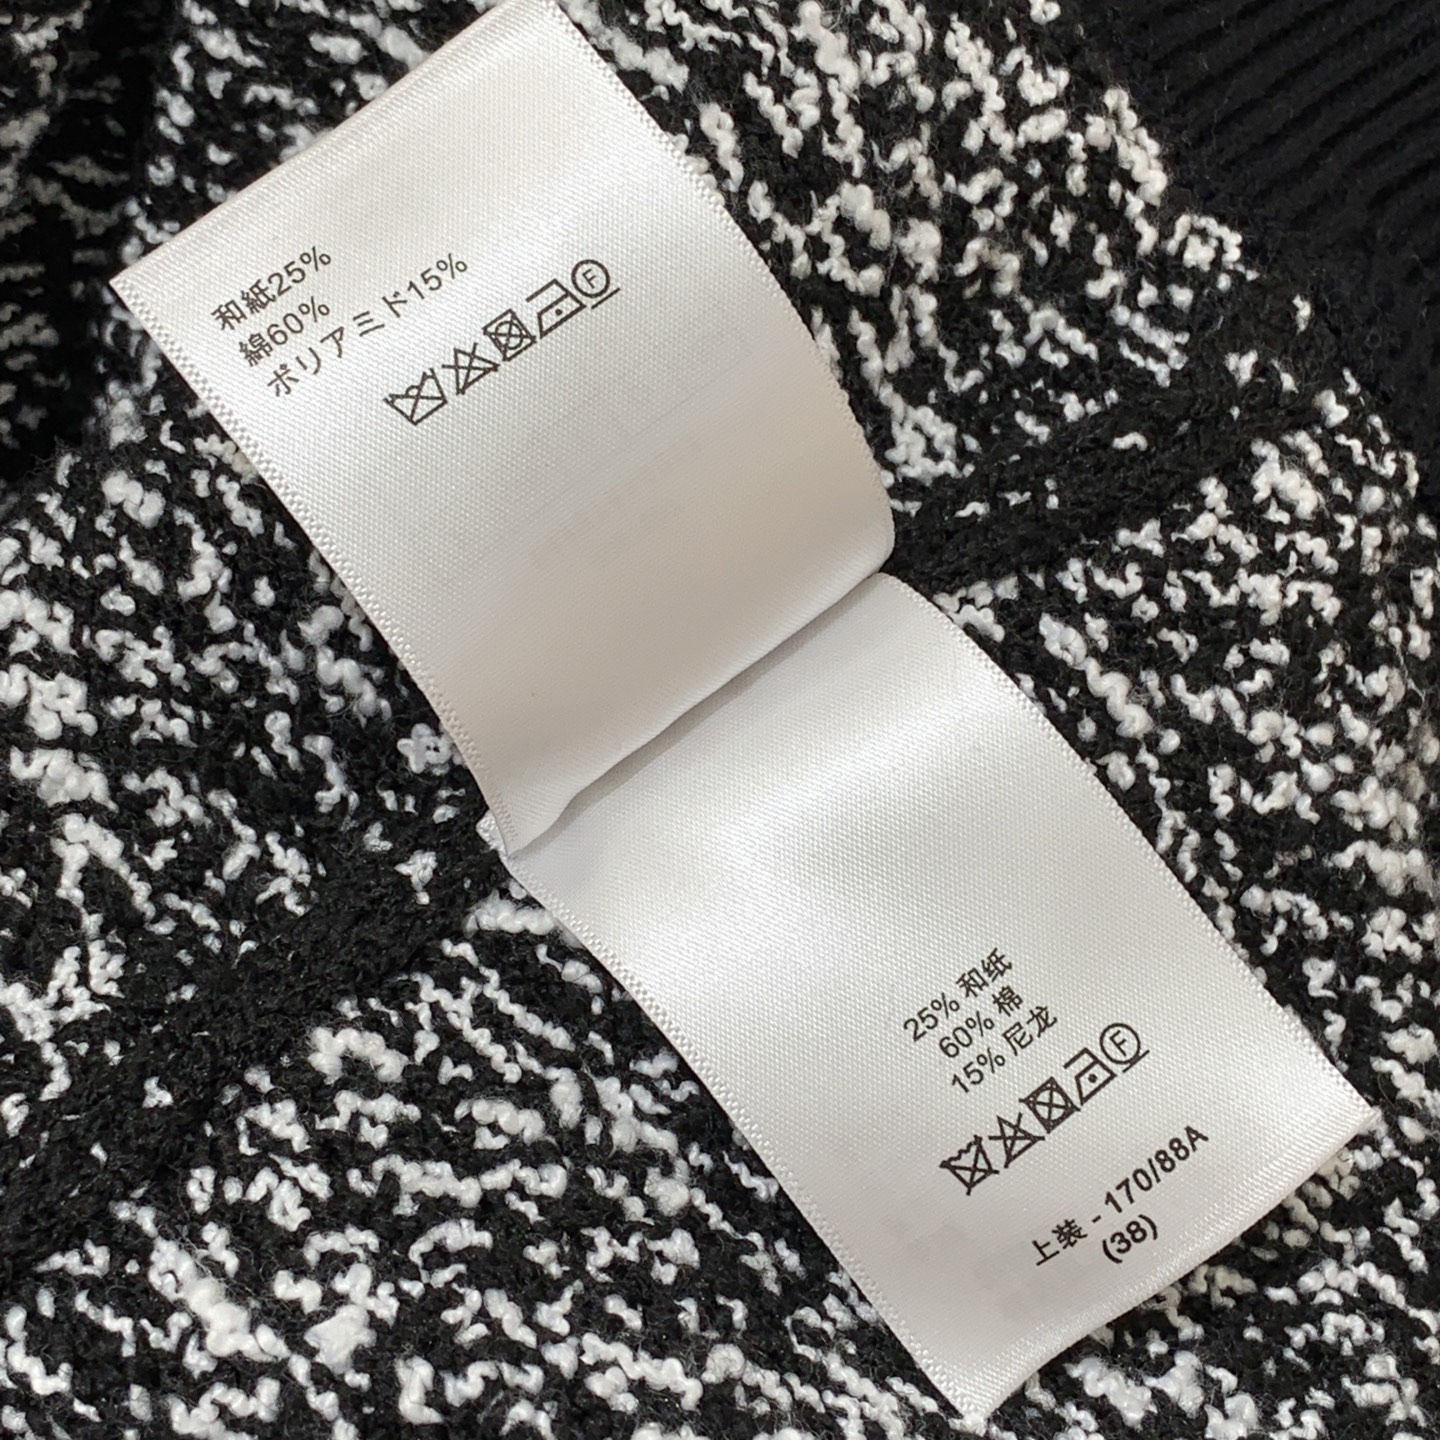 和紙25%
綿60%
ポリアミド15%
F
25% 和纸
60% 棉
15% 尼龙
F
上装 - 170/88A
(38)